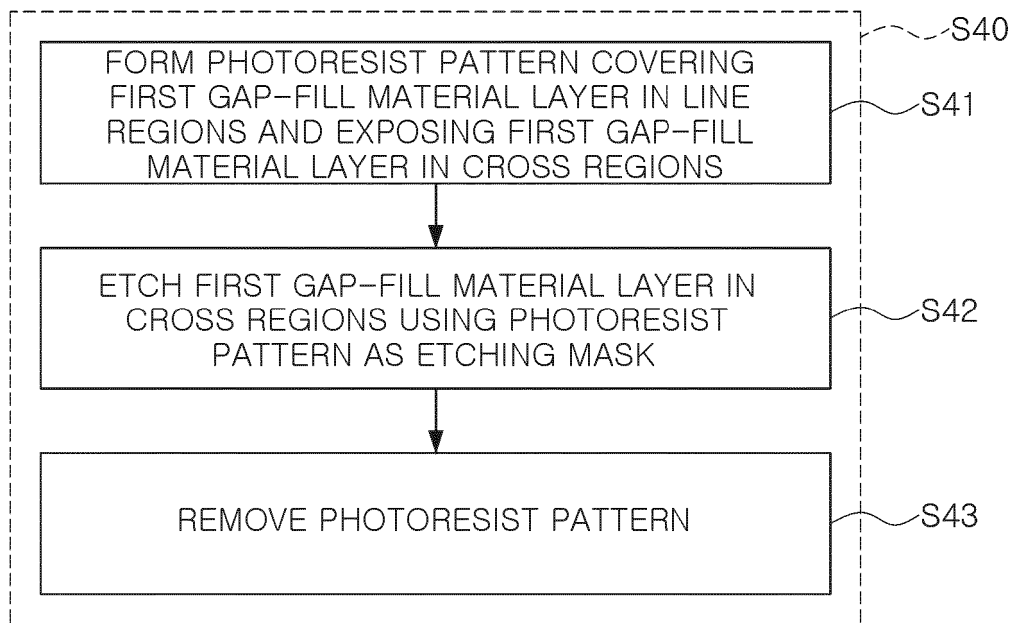 S40
FORM PHOTORESIST PATTERN COVERING
FIRST GAP-FILL MATERIAL LAYER IN LINE
REGIONS AND EXPOSING FIRST GAP-FILL
MATERIAL LAYER IN CROSS REGIONS
S41
ETCH FIRST GAP-FILL MATERIAL LAYER IN
CROSS REGIONS USING PHOTORESIST
PATTERN AS ETCHING MASK
S42
REMOVE PHOTORESIST PATTERN
S43